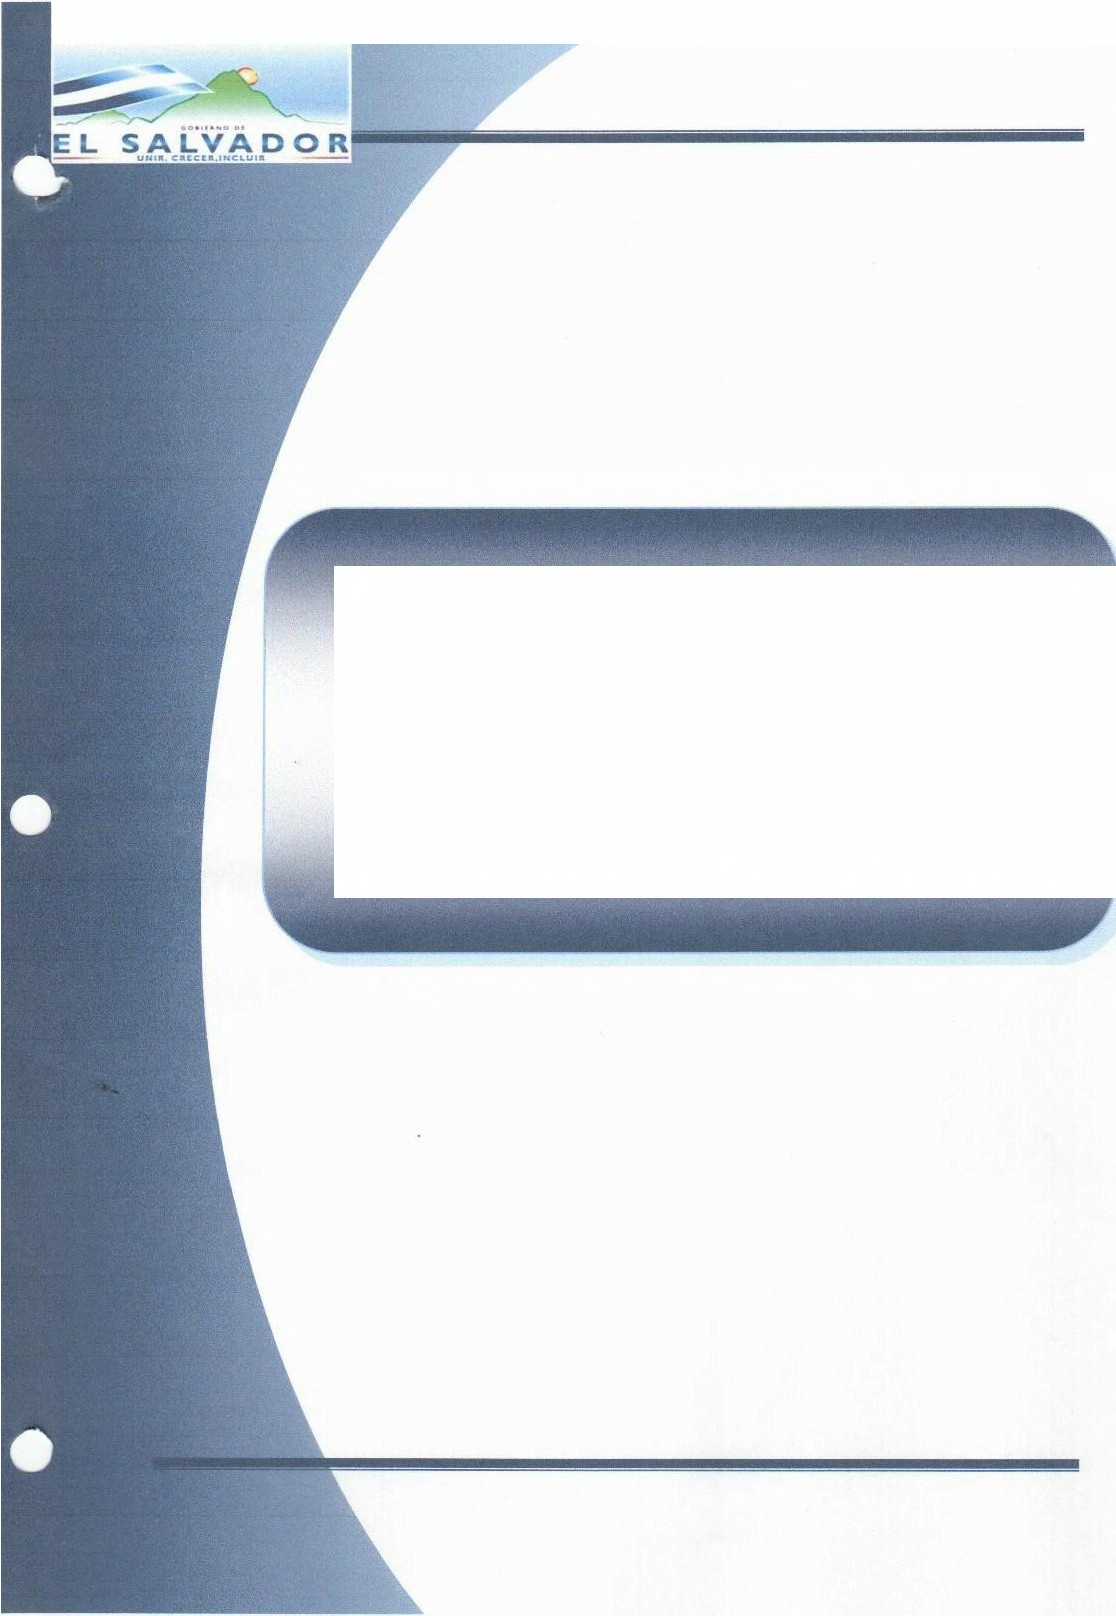 GOBIERNO DE
EL SALVADOR
UNIR, CRECER, INCLUIR